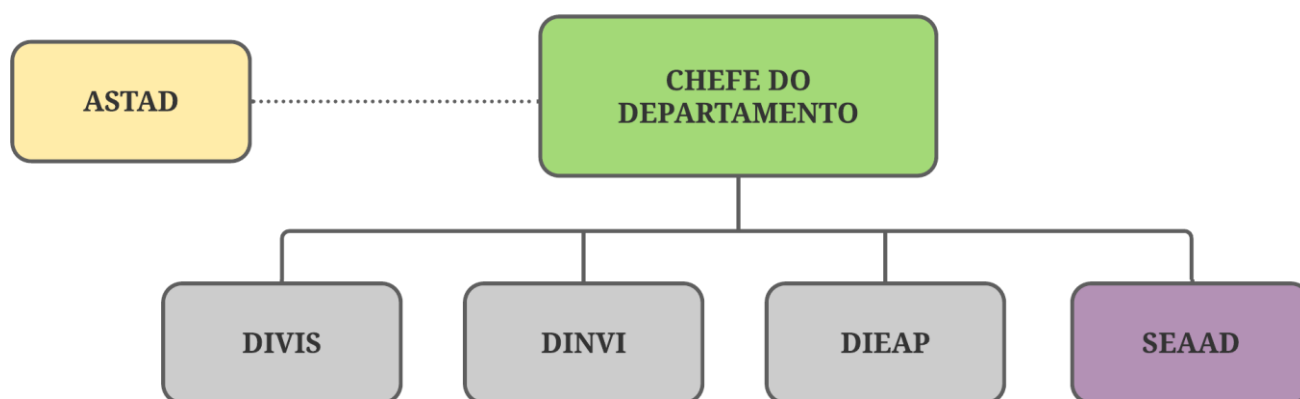 ASTAD
CHEFE DO
DEPARTAMENTO
DIVIS
DINVI
DIEAP
SEAAD